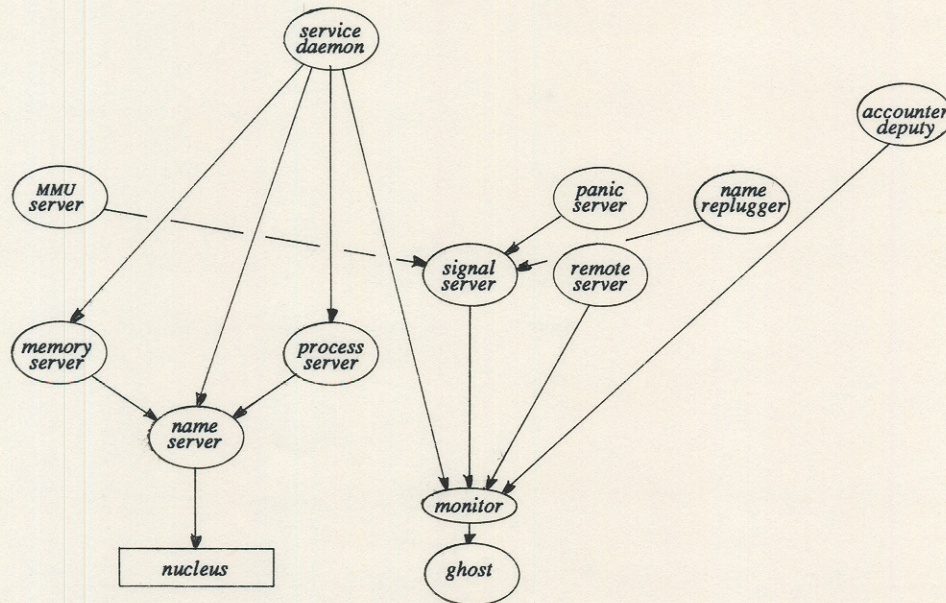 service
daemon
accounter
deputy
MMU
server
panic
server
name
replugger
signal
server
remote
server
memory
server
process
server
name
server
monitor
nucleus
ghost